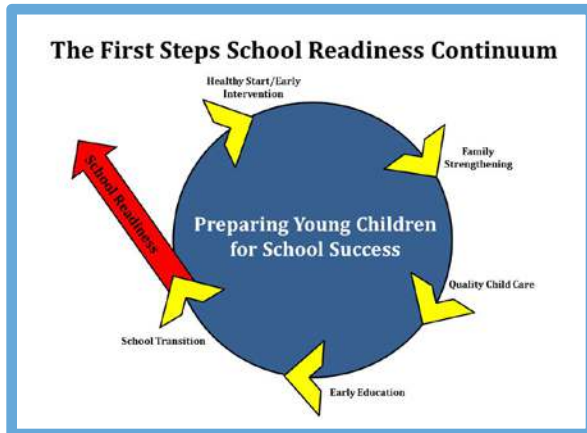 The First Steps School Readiness Continuum
Healthy Start/Early
Intervention
Family
Strengthening
School Readiness
Preparing Young Children
for School Success
Quality Child Care
School Transition
Early Education